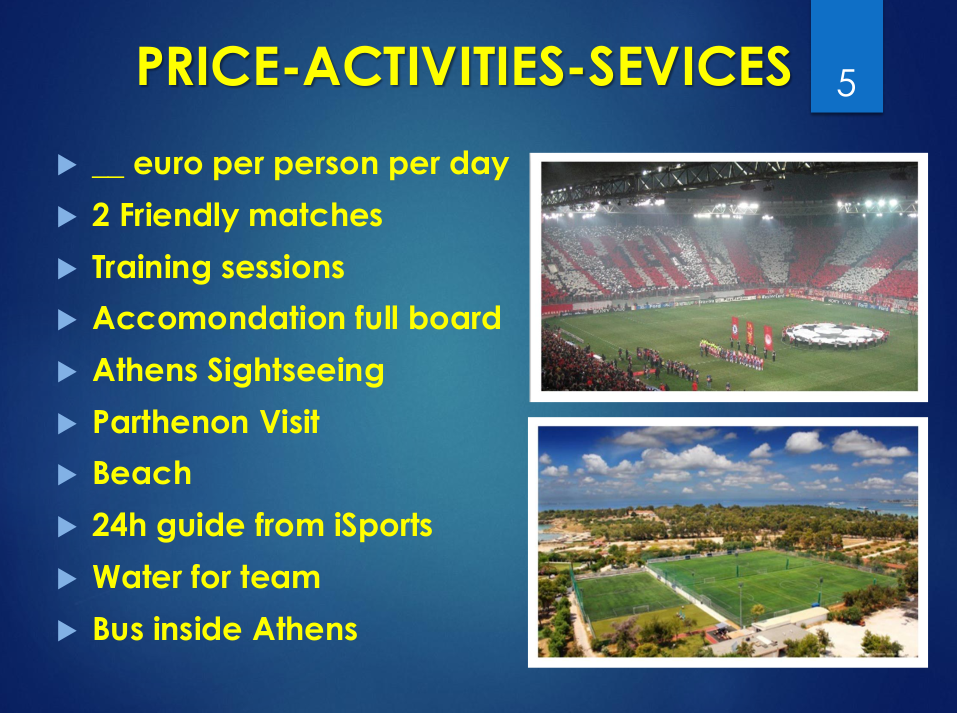 PRICE-ACTIVITIES-SEVICES
5
__ euro per person per day
2 Friendly matches
Training sessions
Accomondation full board
Athens Sightseeing
Parthenon Visit
Beach
24h guide from iSports
Water for team
Bus inside Athens